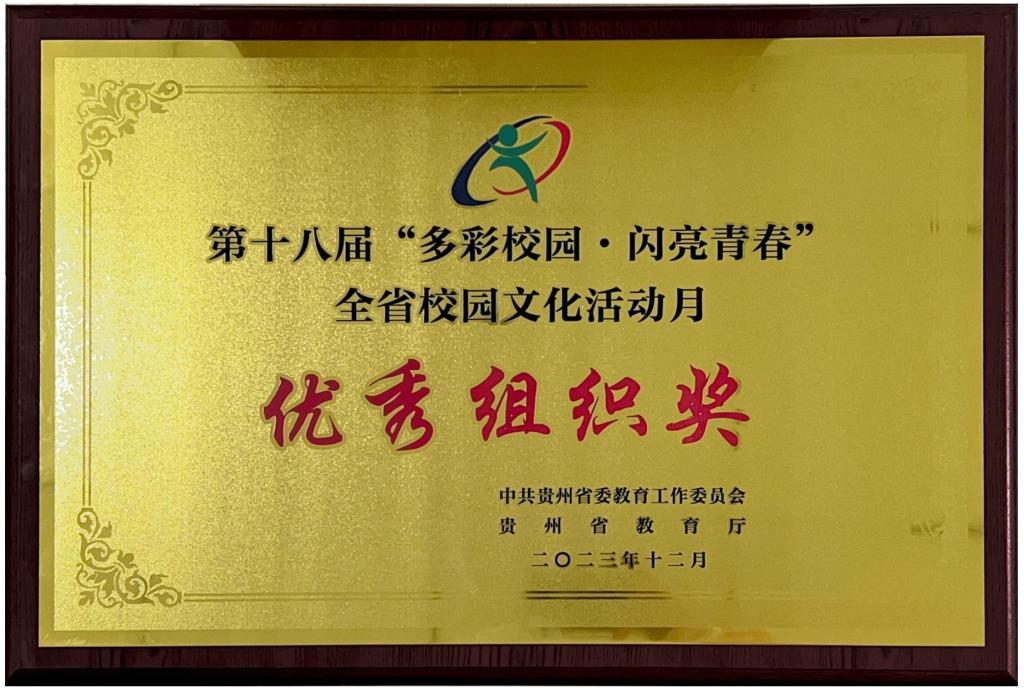 第十八届“多彩校园·闪亮青春”
全省校园文化活动月
优秀组织奖
中共贵州省委教育工作委员会
贵州省教育厅
二〇二三年十二月